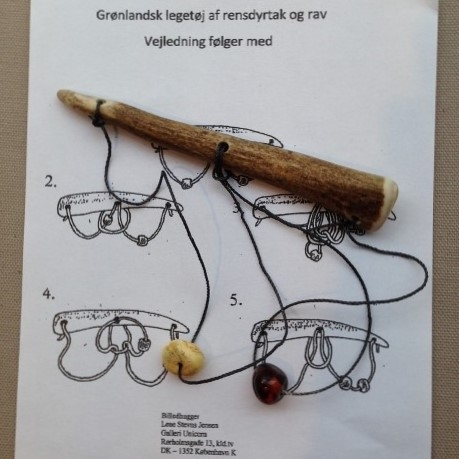 Grønlandsk legetøj af rensdyrtak og rav
Vejledning følger med
2.
3.
4.
5.
Billedhugger
Lene Stevns Jensen
Galleri Unicorn
Rørholmsgade 13, kld.tv
DK – 1352 København K